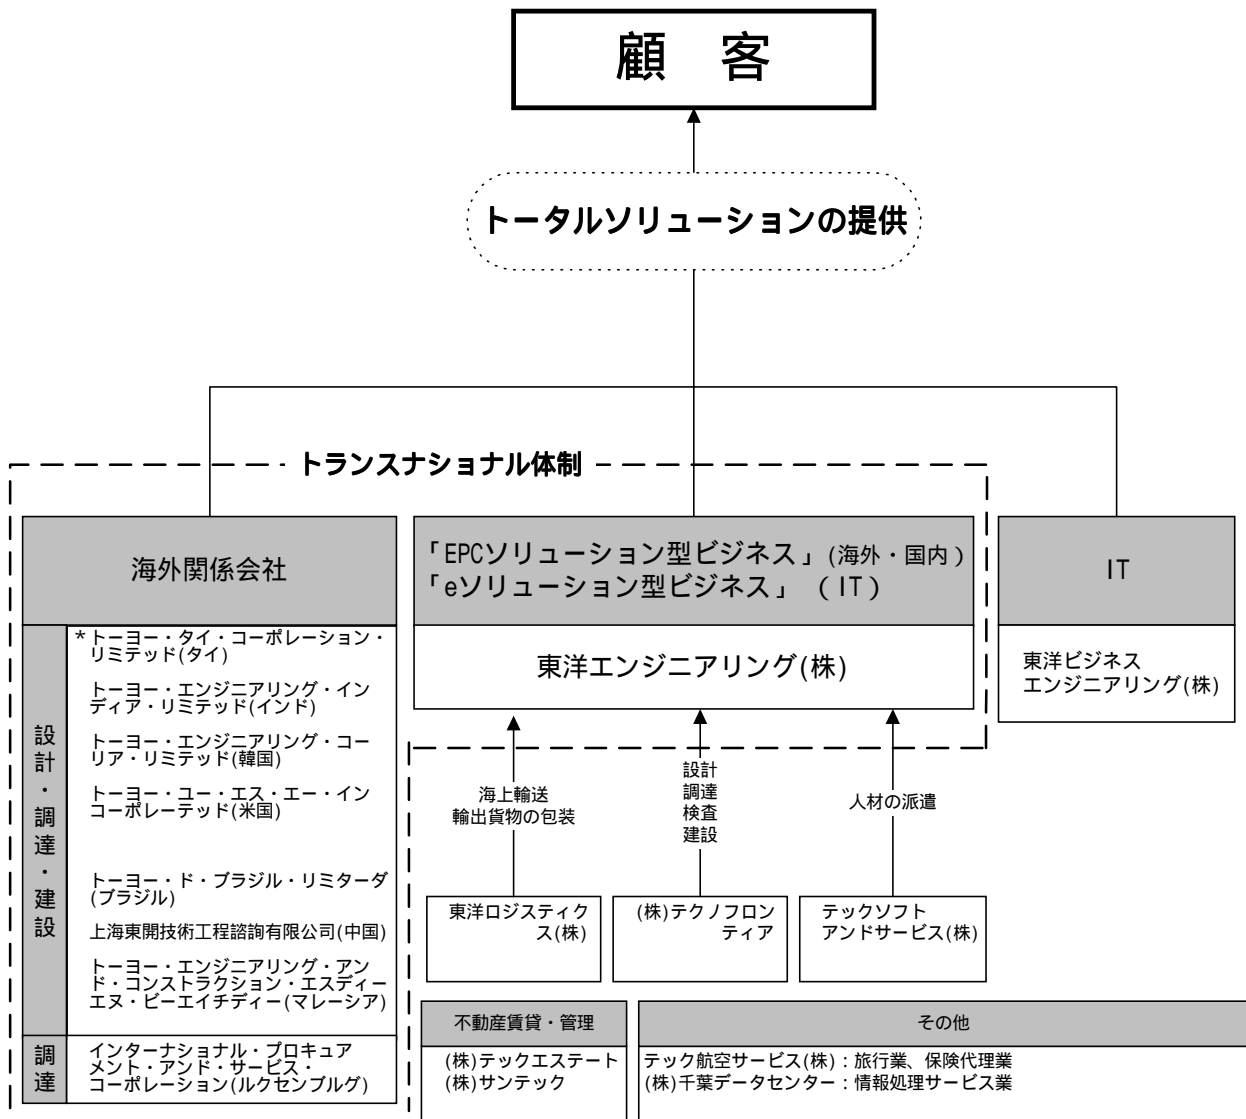 顧 客
トータルソリューションの提供
トランスナショナル体制
海外関係会社
設計・調達・建設
*トーヨー・タイ・コーポレーション・
リミテッド(タイ)
トーヨー・エンジニアリング・イン
ディア・リミテッド(インド)
トーヨー・エンジニアリング・コー
リア・リミテッド(韓国)
トーヨー・ユー・エス・エー・イン
コーポレーテッド(米国)
トーヨー・ド・ブラジル・リミターダ
(ブラジル)
上海東開技術工程諮詢有限公司(中国)
トーヨー・エンジニアリング・アン
ド・コンストラクション・エスディー
エヌ・ビーエイチディー(マレーシア)
調達
インターナショナル・プロキュア
メント・アンド・サービス・
コーポレーション(ルクセンブルグ)
「EPCソリューション型ビジネス」(海外・国内)
「eソリューション型ビジネス」 (IT)
東洋エンジニアリング(株)
IT
東洋ビジネス
エンジニアリング(株)
海上輸送
輸出貨物の包装
設計
調達
検査
建設
人材の派遣
東洋ロジスティク
ス(株)
(株)テクノフロン
ティア
テックソフト
アンドサービス(株)
不動産賃貸・管理
(株)テックエステート
(株)サンテック
その他
テック航空サービス(株):旅行業、保険代理業
(株)千葉データセンター:情報処理サービス業